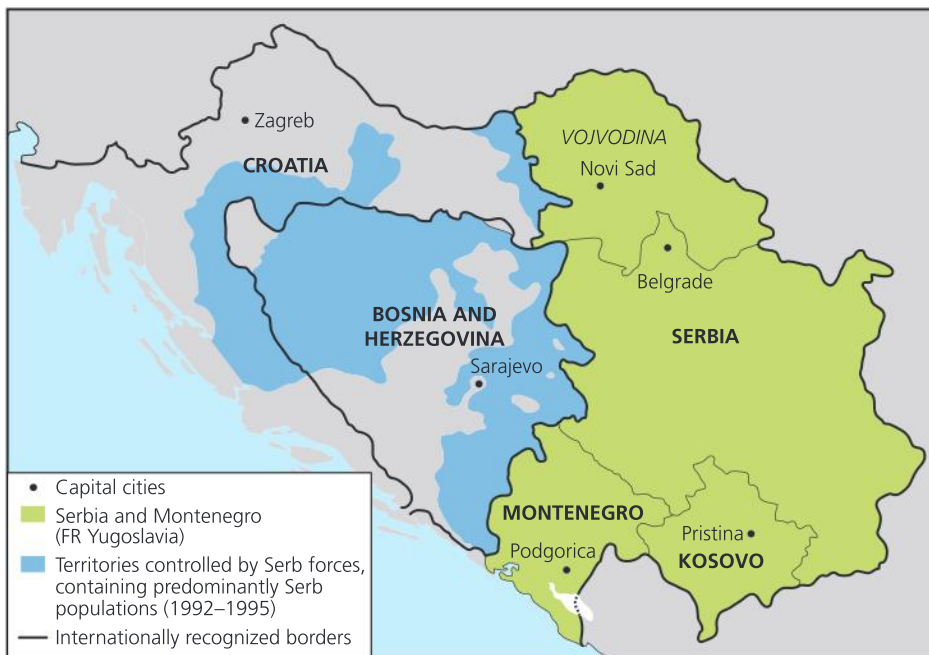 Zagreb
CROATIA
VOJVODINA
Novi Sad
Belgrade
BOSNIA AND
HERZEGOVINA
SERBIA
Sarajevo
MONTENEGRO
Podgorica
Pristina
KOSOVO
Capital cities
Serbia and Montenegro
(FR Yugoslavia)
Territories controlled by Serb forces,
containing predominantly Serb
populations (1992–1995)
Internationally recognized borders